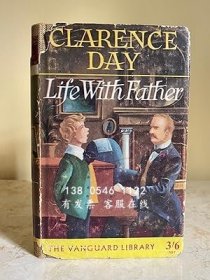 CLARENCE
DAY
Life With Father
138 0546 1132
有发票 客服在线
THE VANGUARD LIBRARY
3/6